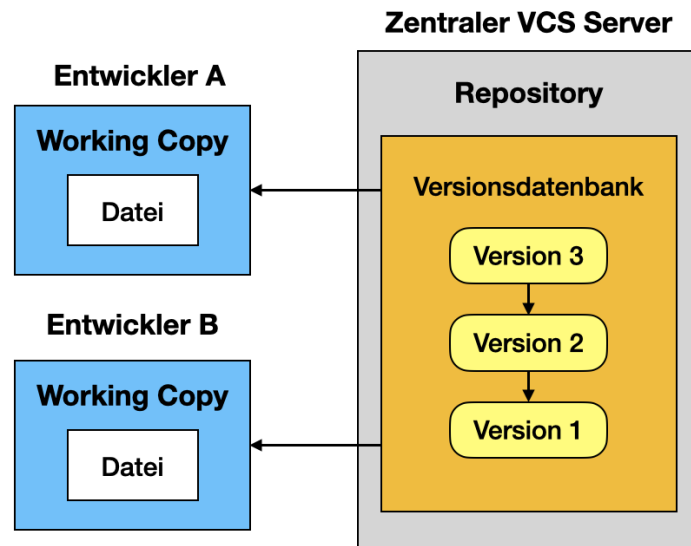 Zentraler VCS Server
Entwickler A
Repository
Working Copy
Datei
Versionsdatenbank
Version 3
Entwickler B
Version 2
Working Copy
Version 1
Datei